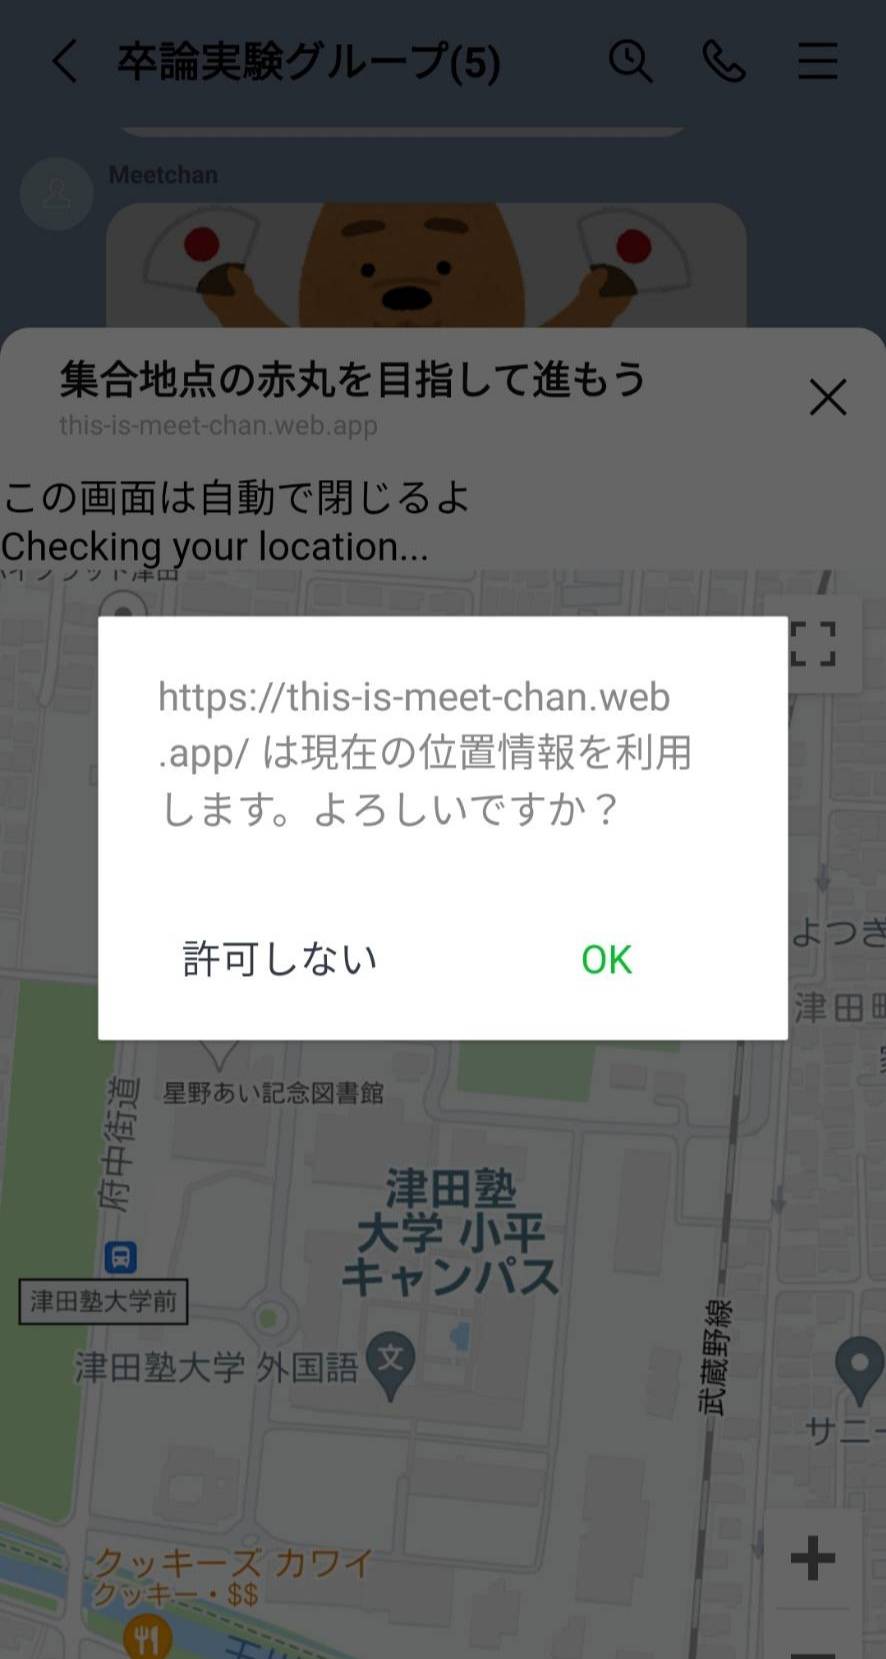 卒論実験グループ(5)
Meetchan
集合地点の赤丸を目指して進もう
this-is-meet-chan.web.app
この画面は自動で閉じるよ
Checking your location...
https://this-is-meet-chan.web
.app/ は現在の位置情報を利用
します。よろしいですか？
許可しない
OK
よつき
津田町
星野あい記念図書館
府中街道
津田塾
大学 小平
キャンパス
津田塾大学前
津田塾大学 外国語
文
武蔵野線
サニー
クッキーズ カワイ
クッキー・$$